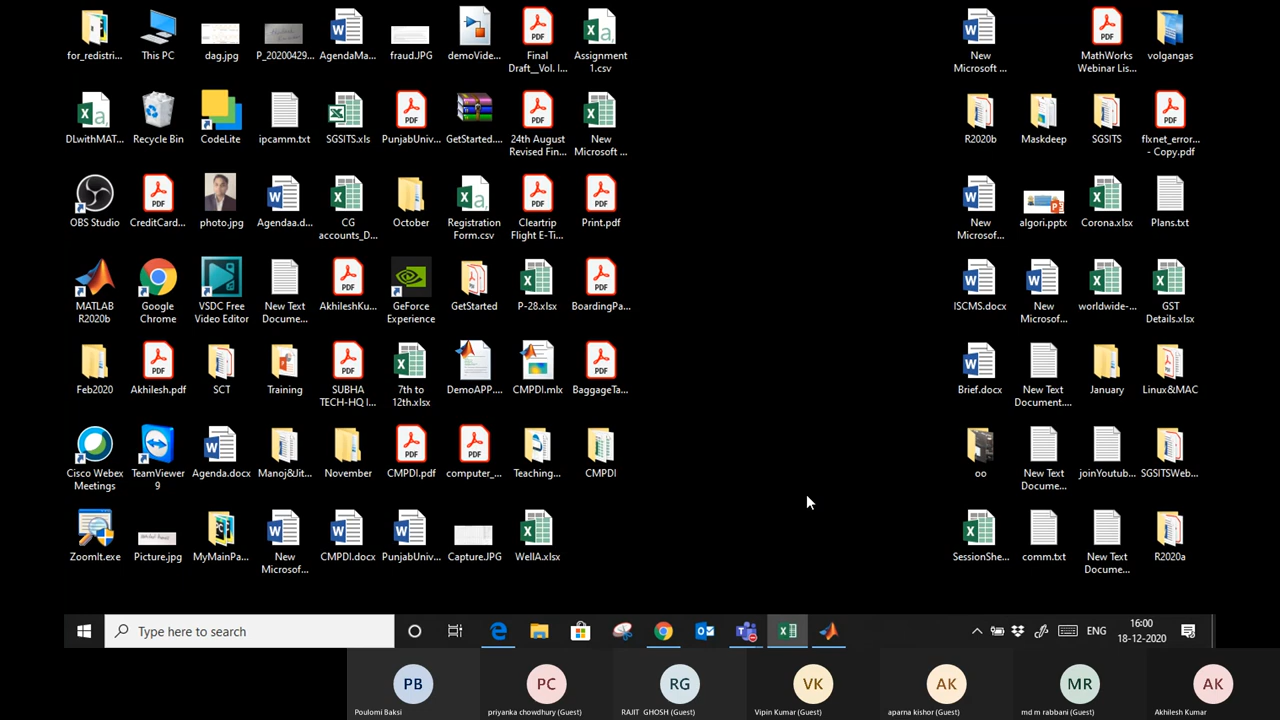 for_redistri...
This PC
dag.jpg
P_20200429...
AgendaMa...
fraud.JPG
demoVide...
Final
Draft__Vol. I...
Assignment
1.csv
New
Microsoft ...
MathWorks
Webinar Lis...
volgangas
DLwithMAT...
Recycle Bin
CodeLite
ipcamm.txt
SGSITS.xls
PunjabUniv...
GetStarted....
24th August
Revised Fin...
New
Microsoft ...
R2020b
Maskdeep
SGSITS
flxnet_error...
- Copy.pdf
OBS Studio
CreditCard...
photo.jpg
Agendaa.d...
CG
accounts_D...
October
Registration
Form.csv
Cleartrip
Flight E-Ti...
Print.pdf
New
Microsof...
algori.pptx
Corona.xlsx
Plans.txt
MATLAB
R2020b
Google
Chrome
VSDC Free
Video Editor
New Text
Docume...
AkhileshKu...
GeForce
Experience
GetStarted
P-28.xlsx
BoardingPa...
ISCMS.docx
New
Microsof...
worldwide-...
GST
Details.xlsx
Feb2020
Akhilesh.pdf
SCT
Training
SUBHA
TECH-HQ I...
7th to
12th.xlsx
DemoAPP....
CMPDI.mlx
BaggageTa...
Brief.docx
New Text
Document....
January
Linux&MAC
Cisco Webex
Meetings
TeamViewer
9
Agenda.docx
Manoj&Jit...
November
CMPDI.pdf
computer_...
Teaching...
CMPDI
oo
New Text
Docume...
joinYoutub...
SGSITSWeb...
ZoomIt.exe
Picture.jpg
MyMainPa...
New
Microsof...
CMPDI.docx
PunjabUniv...
Capture.JPG
WellA.xlsx
SessionShe...
comm.txt
New Text
Docume...
R2020a
Type here to search
ENG
16:00
18-12-2020
PB
PC
RG
VK
AK
MR
AK
Poulomi Baksi
priyanka chowdhury (Guest)
RAJIT GHOSH (Guest)
Vipin Kumar (Guest)
aparna kishor (Guest)
md m rabbani (Guest)
Akhilesh Kumar